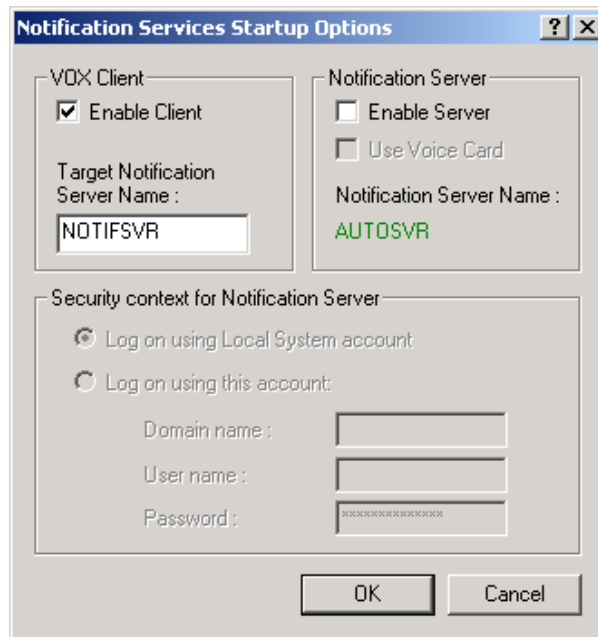 Notification Services Startup Options
VOX Client
Enable Client
Target Notification
Server Name :
NOTIFSVR
Notification Server
Enable Server
Use Voice Card
Notification Server Name :
AUTOSVR
Security context for Notification Server
Log on using Local System account
Log on using this account:
Domain name :
User name :
Password :
**************
OK
Cancel